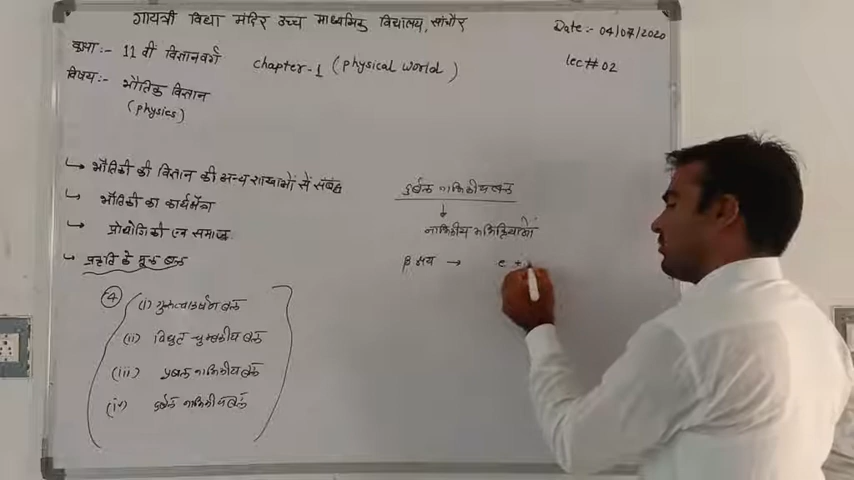 गायत्री विद्या मंदिर उच्च माध्यमिक विद्यालय, सांचौर
Date:- 04/07/2020
कक्षा:- 11 वीं विज्ञानवर्ग
chapter-1 (physical world)
lec# 02
विषय:- भौतिक विज्ञान
(physics)
↳ भौतिकी की विज्ञान की अन्य शाखाओं से संबंध
↳ भौतिकी का कार्यक्षेत्र
↳ प्रोद्योगिकी एवं समाज
↳ प्रकृति के मूल बल
④ (i) गुरुत्वाकर्षण बल
(ii) विद्युत चुम्बकीय बल
(iii) प्रबल नाभिकीय बल
(iv) दुर्बल नाभिकीय बल
दुर्बल नाभिकीय बल
↓
नाभिकीय अभिक्रियाओं
β क्षय → e +